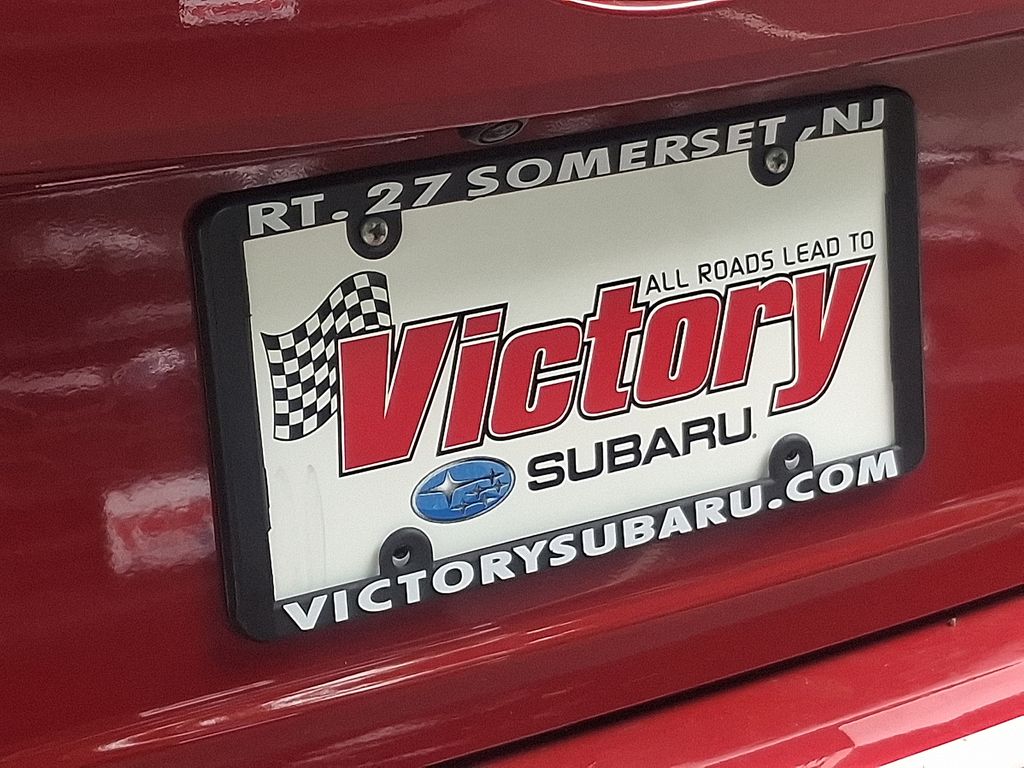 RT. 27 SOMERSET, NJ
ALL ROADS LEAD TO
Victory
SUBARU.
VICTORYSUBARU.COM